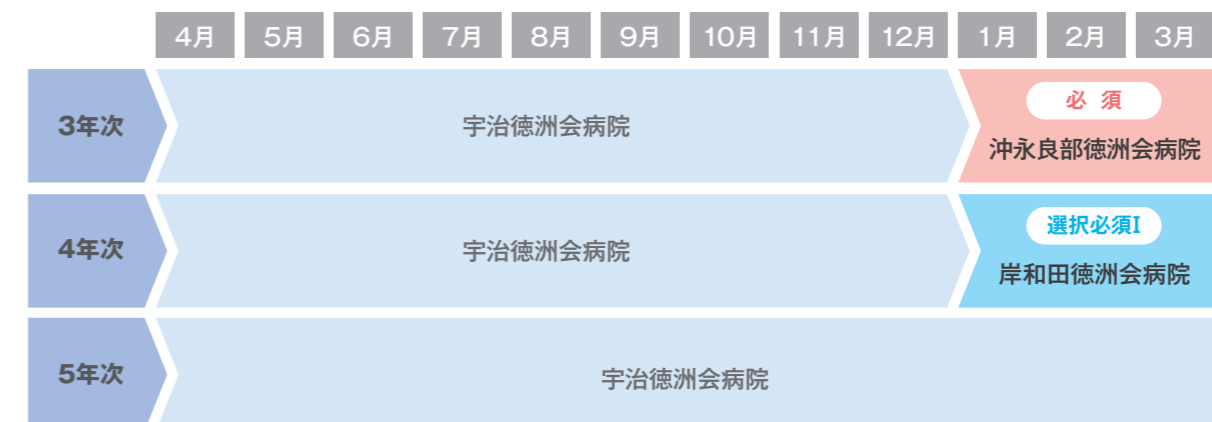 4月 5月 6月 7月 8月 9月 10月 11月 12月 1月 2月 3月
3年次
宇治徳洲会病院
必須
沖永良部徳洲会病院
4年次
宇治徳洲会病院
選択必須I
岸和田徳洲会病院
5年次
宇治徳洲会病院